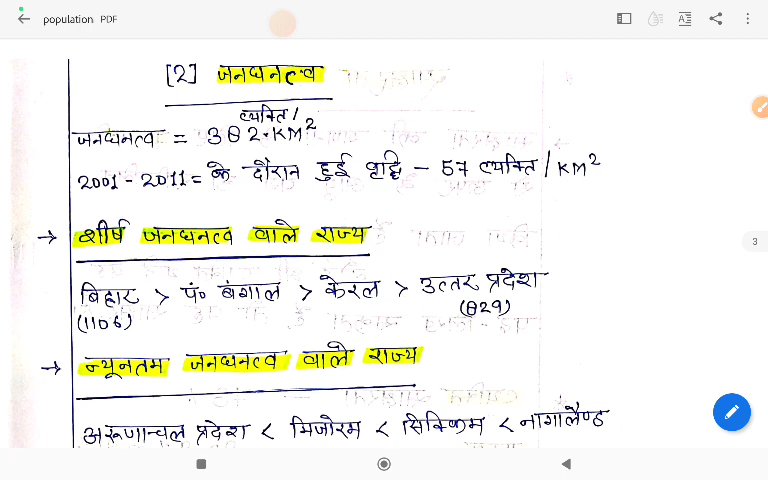 population PDF
[2] जनघनत्व
व्यक्ति /
जनघनत्व = 382.KM²
2001 - 2011 = के दौरान हुई वृद्धि - 57 व्यक्ति / KM²
→ शीर्ष जनघनत्व वाले राज्य
3
बिहार > पं० बंगाल > केरल > उत्तर प्रदेश
(1106) (829)
→ न्यूनतम जनघनत्व वाले राज्य
अरूणाचल प्रदेश < मिजोरम < सिक्किम < नागालैण्ड